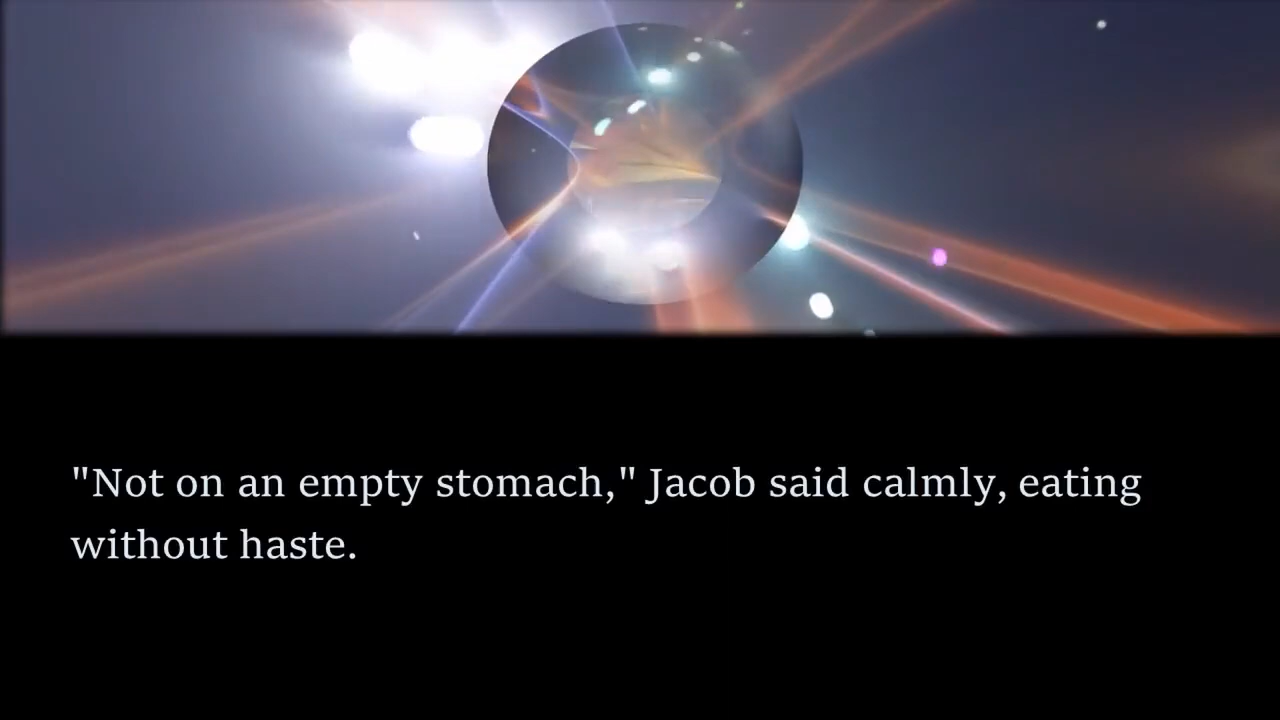 "Not on an empty stomach," Jacob said calmly, eating
without haste.